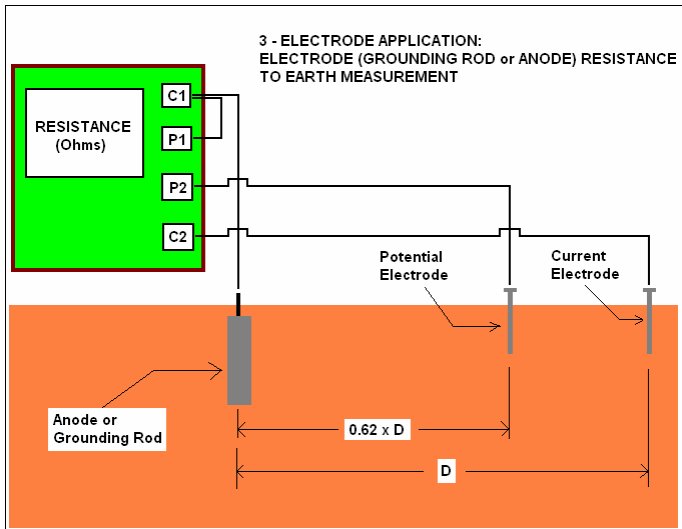 3 - ELECTRODE APPLICATION:
ELECTRODE (GROUNDING ROD or ANODE) RESISTANCE
TO EARTH MEASUREMENT
C1
RESISTANCE
(Ohms)
P1
P2
C2
Potential
Electrode
Current
Electrode
Anode or
Grounding Rod
0.62 x D
D